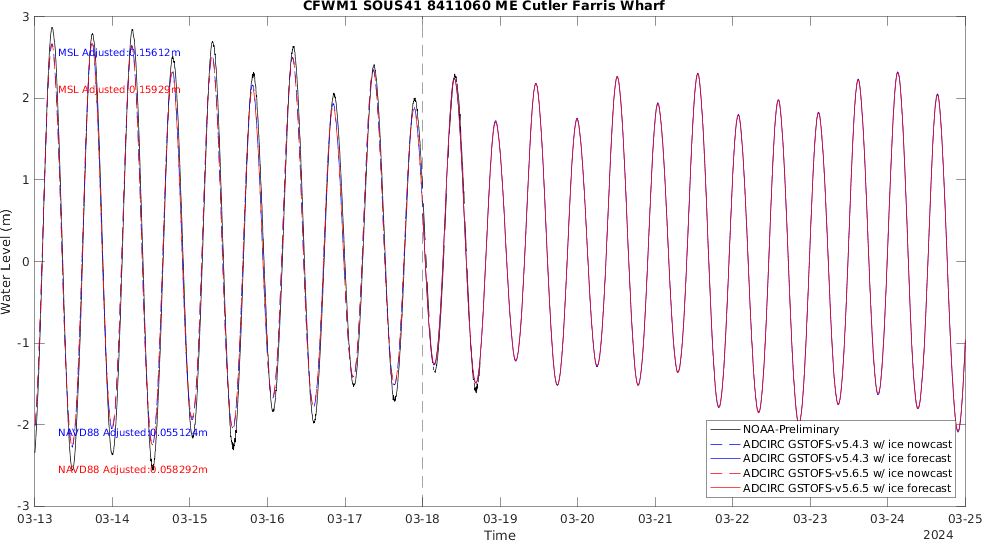 CFWM1 SOUS41 8411060 ME Cutler Farris Wharf
3
2
1
0
-1
-2
-3
Water Level (m)
MSL Adjusted:0.15612m
MSL Adjusted:0.15929m
NAVD88 Adjusted:0.055124m
NAVD88 Adjusted:0.058292m
NOAA-Preliminary
ADCIRC GSTOFS-v5.4.3 w/ ice nowcast
ADCIRC GSTOFS-v5.4.3 w/ ice forecast
ADCIRC GSTOFS-v5.6.5 w/ ice nowcast
ADCIRC GSTOFS-v5.6.5 w/ ice forecast
03-13 03-14 03-15 03-16 03-17 03-18 03-19 03-20 03-21 03-22 03-23 03-24 03-25
Time
2024